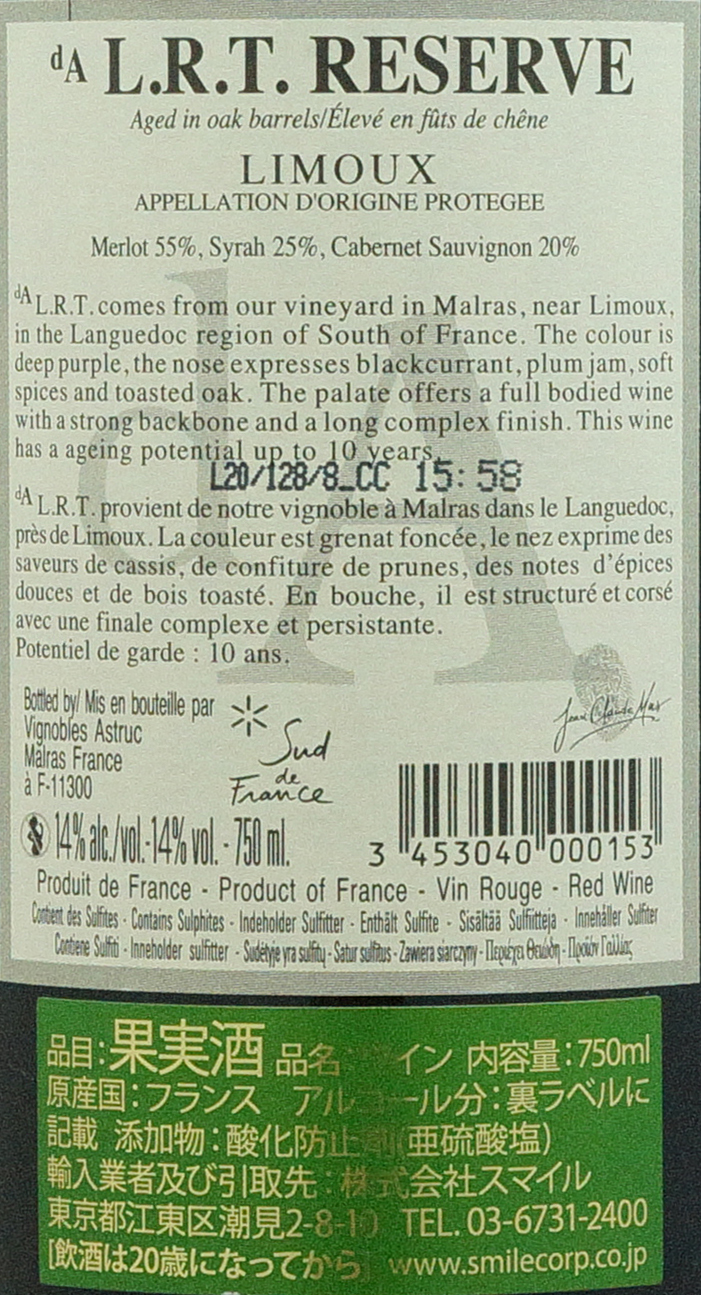 dA L.R.T. RESERVE
Aged in oak barrels/Élevé en fûts de chêne
LIMOUX
APPELLATION D'ORIGINE PROTEGEE
Merlot 55%, Syrah 25%, Cabernet Sauvignon 20%
dA L.R.T. comes from our vineyard in Malras, near Limoux,
in the Languedoc region of South of France. The colour is
deep purple, the nose expresses blackcurrant, plum jam, soft
spices and toasted oak. The palate offers a full bodied wine
with a strong backbone and a long complex finish. This wine
has a ageing potential up to 10 years.
L20/128/8_CC 15:58
dA L.R.T. provient de notre vignoble à Malras dans le Languedoc,
près de Limoux. La couleur est grenat foncée, le nez exprime des
saveurs de cassis, de confiture de prunes, des notes d'épices
douces et de bois toasté. En bouche, il est structuré et corsé
avec une finale complexe et persistante.
Potentiel de garde : 10 ans.
Bottled by/ Mis en bouteille par
Vignobles Astruc
Malras France
à F-11300
Sud
de
France
14% alc./vol.-14% vol. - 750 ml.
3 453040 000153
Produit de France - Product of France - Vin Rouge - Red Wine
Contient des Sulfites - Contains Sulphites - Indeholder Sulfitter - Enthält Sulfite - Sisältää Sulfiitteja - Innehåller Sulfiter
Contiene Sulfiti - Inneholder sulfitter - Sudėtyje yra sulfitų - Satur sulfītus - Zawiera siarczyny - Περιέχει Θειώδη - Προϊόν Γαλλίας
品目:果実酒 品名 イン 内容量:750ml
原産国:フランス アルコール分:裏ラベルに
記載 添加物:酸化防止剤(亜硫酸塩)
輸入業者及び引取先:株式会社スマイル
東京都江東区潮見2-8-10 TEL. 03-6731-2400
[飲酒は20歳になってから] www.smilecorp.co.jp